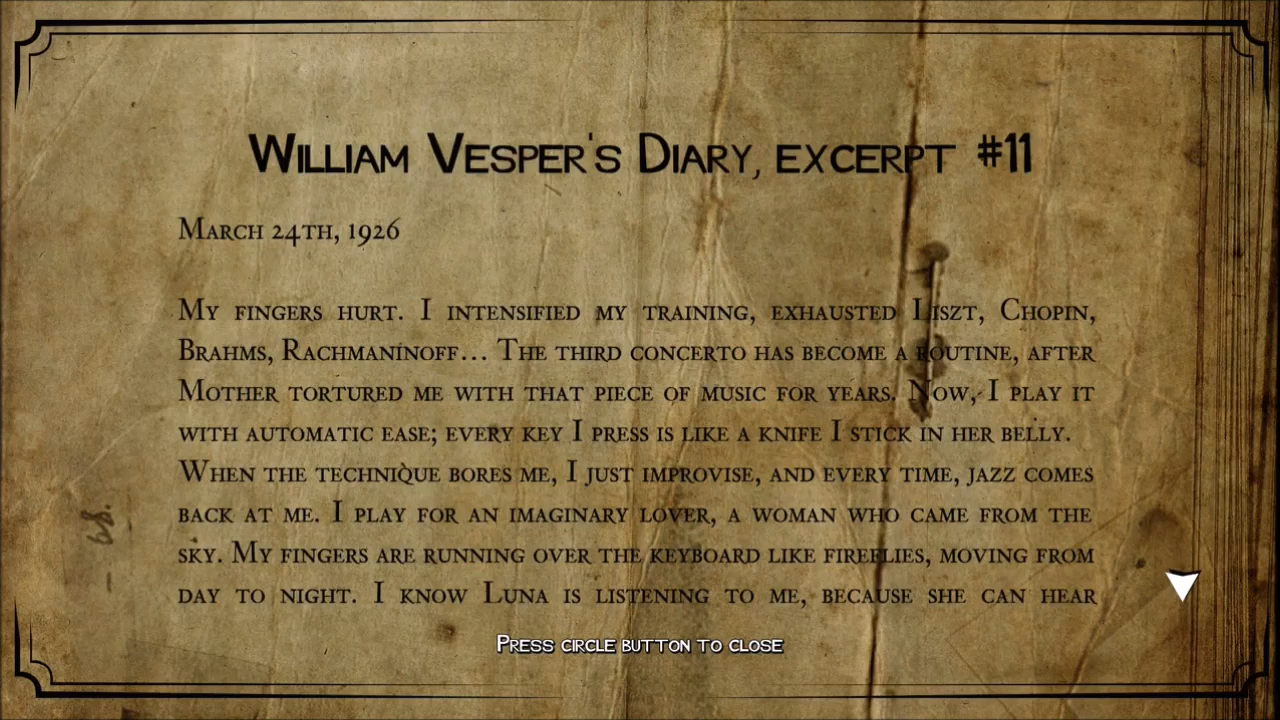 William Vesper's Diary, excerpt #11
March 24th, 1926
My fingers hurt. I intensified my training, exhausted Liszt, Chopin,
Brahms, Rachmaninoff... The third concerto has become a routine, after
Mother tortured me with that piece of music for years. Now, I play it
with automatic ease; every key I press is like a knife I stick in her belly.
When the technique bores me, I just improvise, and every time, jazz comes
back at me. I play for an imaginary lover, a woman who came from the
sky. My fingers are running over the keyboard like fireflies, moving from
day to night. I know Luna is listening to me, because she can hear
Press circle button to close